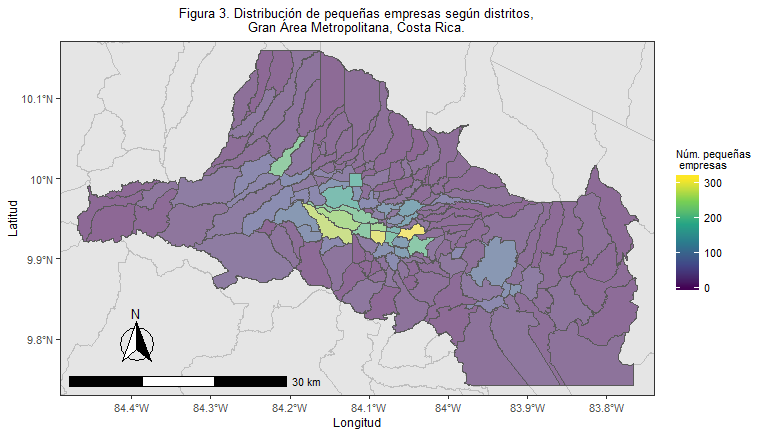 Figura 3. Distribución de pequeñas empresas según distritos,
Gran Área Metropolitana, Costa Rica.
10.1°N
10°N
9.9°N
9.8°N
Latitud
N
30 km
84.4°W 84.3°W 84.2°W 84.1°W 84°W 83.9°W 83.8°W
Longitud
Núm. pequeñas
empresas
300
200
100
0